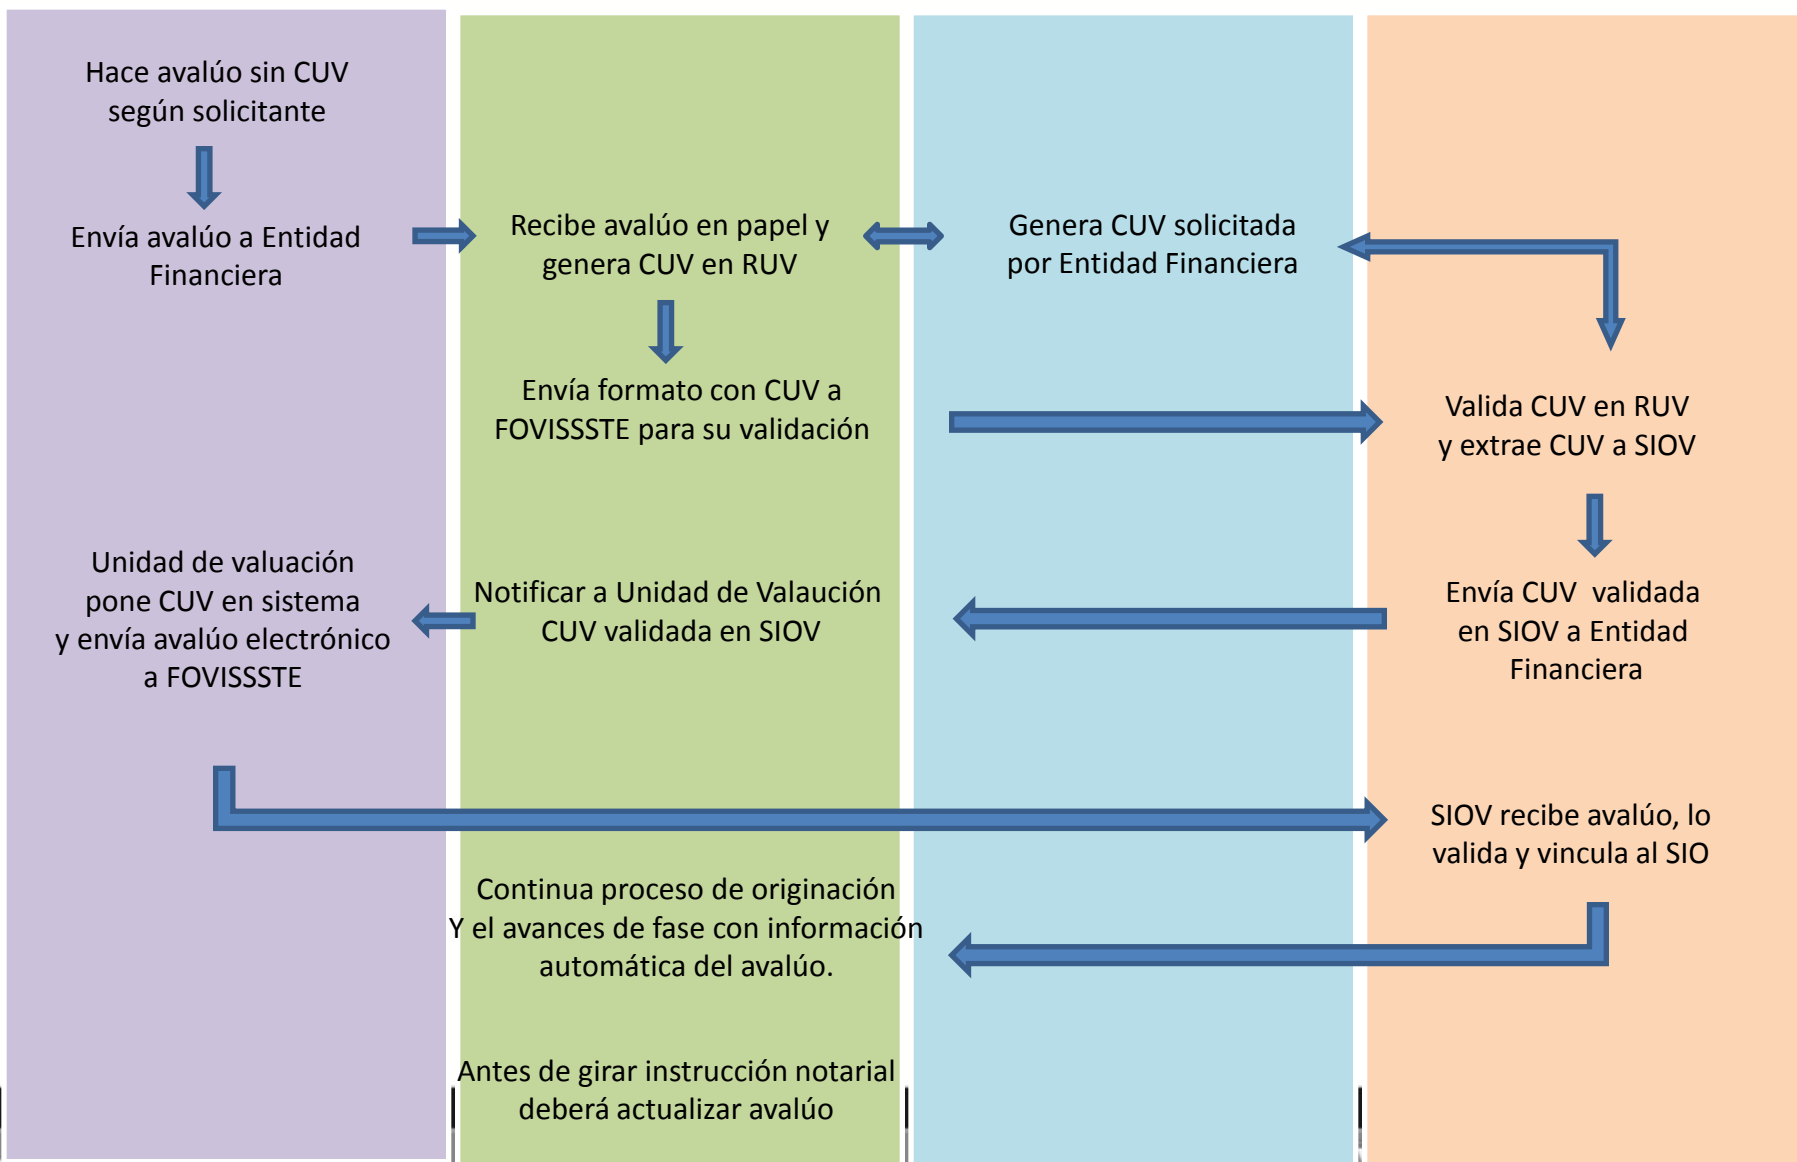 Hace avalúo sin CUV
según solicitante
Envía avalúo a Entidad
Financiera
Recibe avalúo en papel y
genera CUV en RUV
Genera CUV solicitada
por Entidad Financiera
Envía formato con CUV a
FOVISSSTE para su validación
Valida CUV en RUV
y extrae CUV a SIOV
Unidad de valuación
pone CUV en sistema
y envía avalúo electrónico
a FOVISSSTE
Notificar a Unidad de Valaución
CUV validada en SIOV
Envía CUV  validada
en SIOV a Entidad
Financiera
SIOV recibe avalúo, lo
valida y vincula al SIO
Continua proceso de originación
Y el avances de fase con información
automática del avalúo.
Antes de girar instrucción notarial
deberá actualizar avalúo